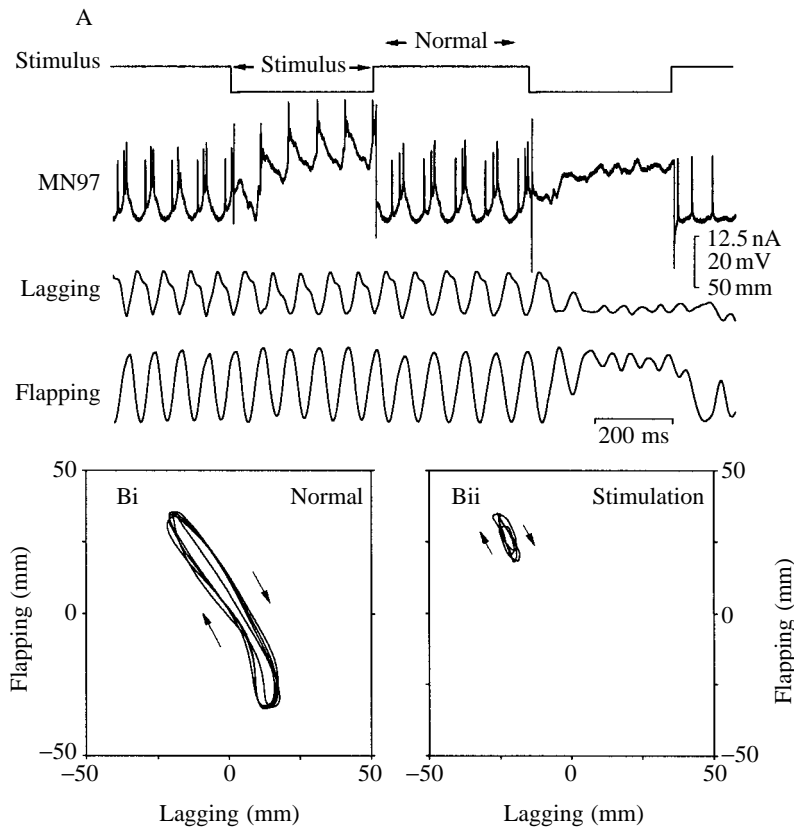 A
Normal
Stimulus
Stimulus
MN97
12.5 nA
20 mV
50 mm
Lagging
Flapping
200 ms
50
Bi
Normal
Flapping (mm)
0
−50
−50
0
50
Lagging (mm)
Bii
Stimulation
50
0
−50
Flapping (mm)
−50
0
50
Lagging (mm)